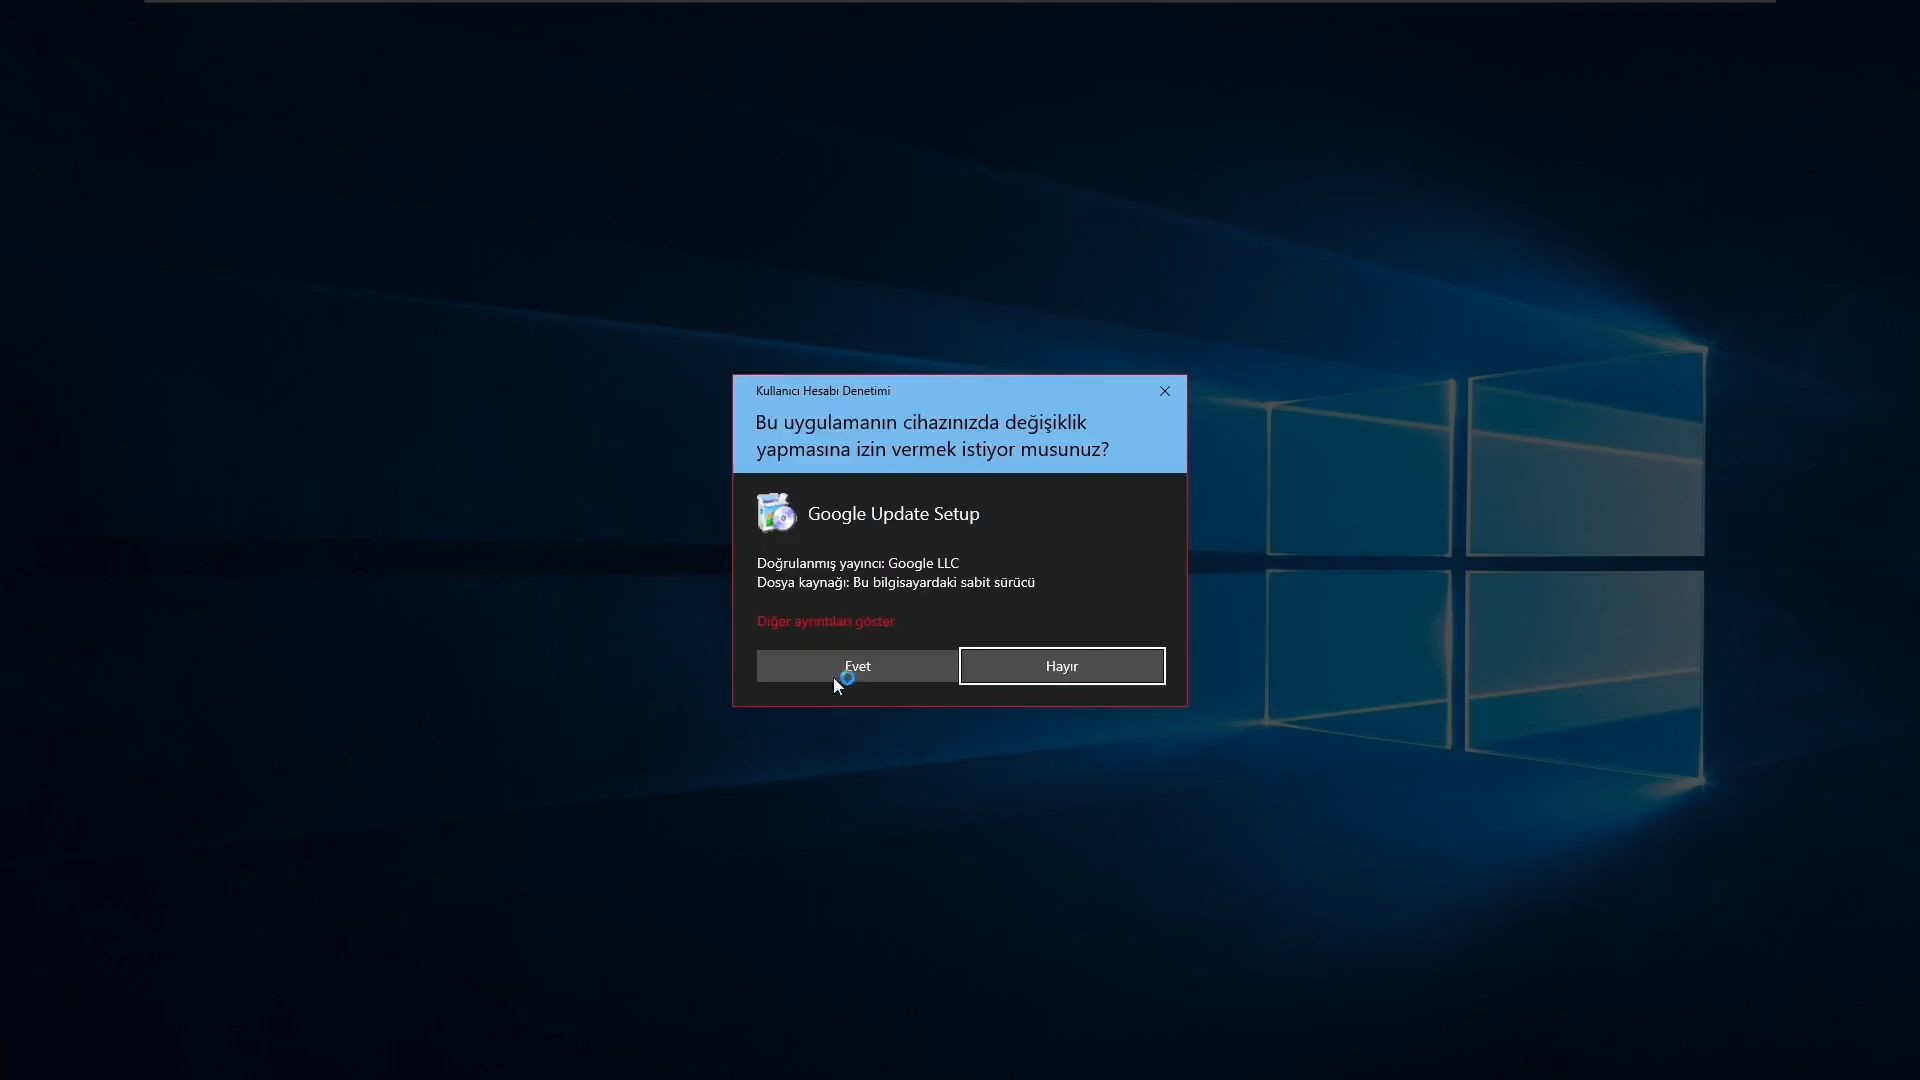 Kullanıcı Hesabı Denetimi
Bu uygulamanın cihazınızda değişiklik
yapmasına izin vermek istiyor musunuz?
Google Update Setup
Doğrulanmış yayıncı: Google LLC
Dosya kaynağı: Bu bilgisayardaki sabit sürücü
Diğer ayrıntıları göster
Evet
Hayır